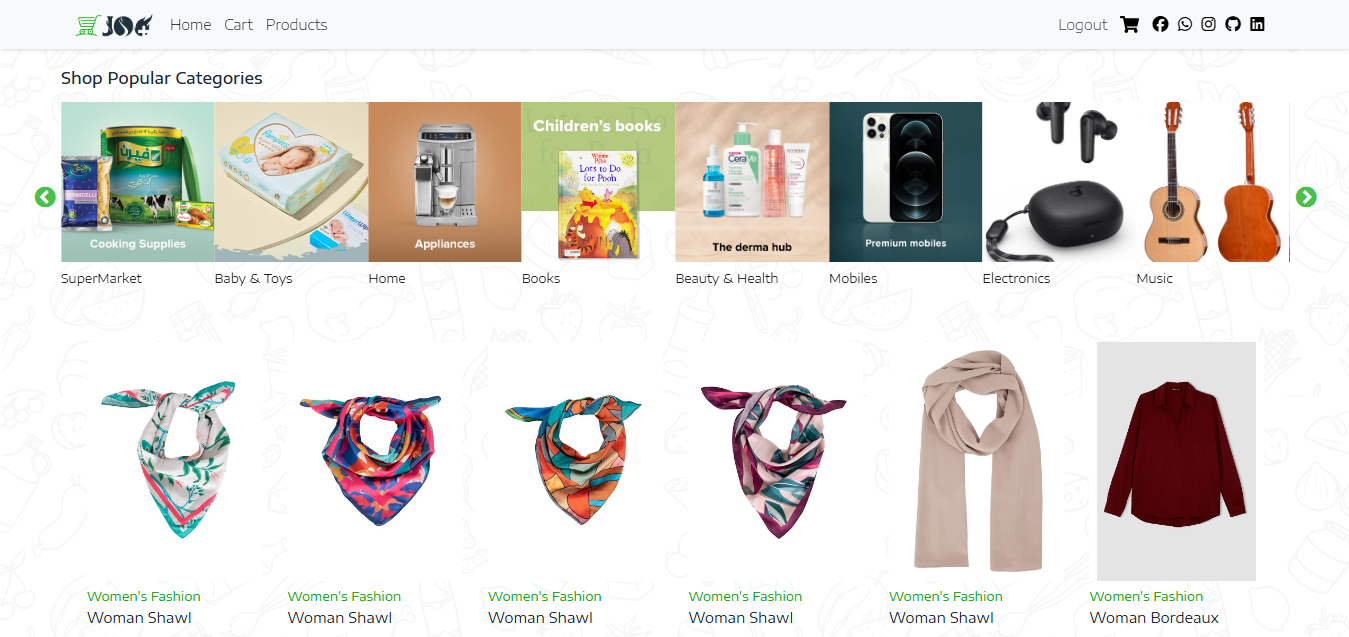 JOE
Home Cart Products
Logout
Shop Popular Categories
Cooking Supplies
Appliances
Children's books
Winnie
Lots to Do
for Pooh
CeraVe
The derma hub
Premium mobiles
SuperMarket
Baby & Toys
Home
Books
Beauty & Health
Mobiles
Electronics
Music
Women's Fashion
Woman Shawl
Women's Fashion
Woman Shawl
Women's Fashion
Woman Shawl
Women's Fashion
Woman Shawl
Women's Fashion
Woman Shawl
Women's Fashion
Woman Bordeaux